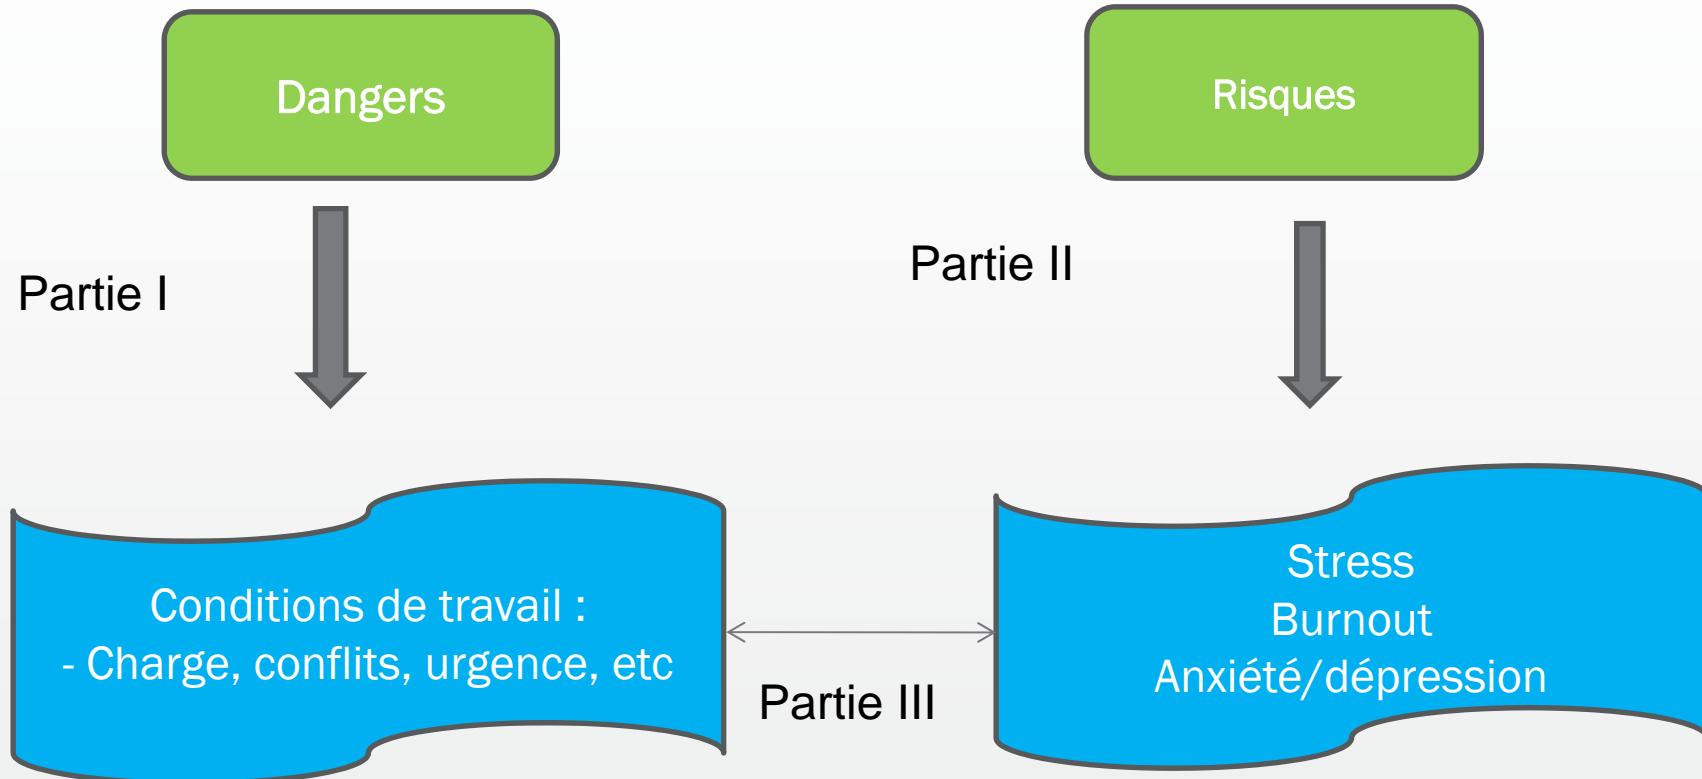 Dangers
Risques
Partie I
Partie II
Conditions de travail :
- Charge, conflits, urgence, etc
Partie III
Stress
Burnout
Anxiété/dépression